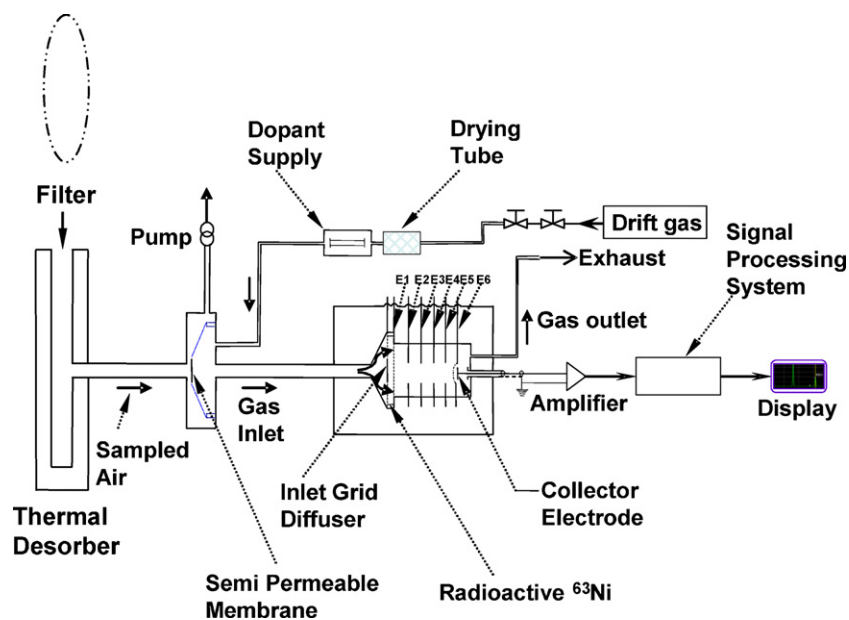 Dopant
Supply
Drying
Tube
Filter
Pump
Drift gas
Exhaust
Signal
Processing
System
E1 E2 E3 E4 E5 E6
Gas outlet
Sampled
Air
Gas
Inlet
Amplifier
Display
Inlet Grid
Diffuser
Collector
Electrode
Thermal
Desorber
Semi Permeable
Membrane
Radioactive ⁶³Ni